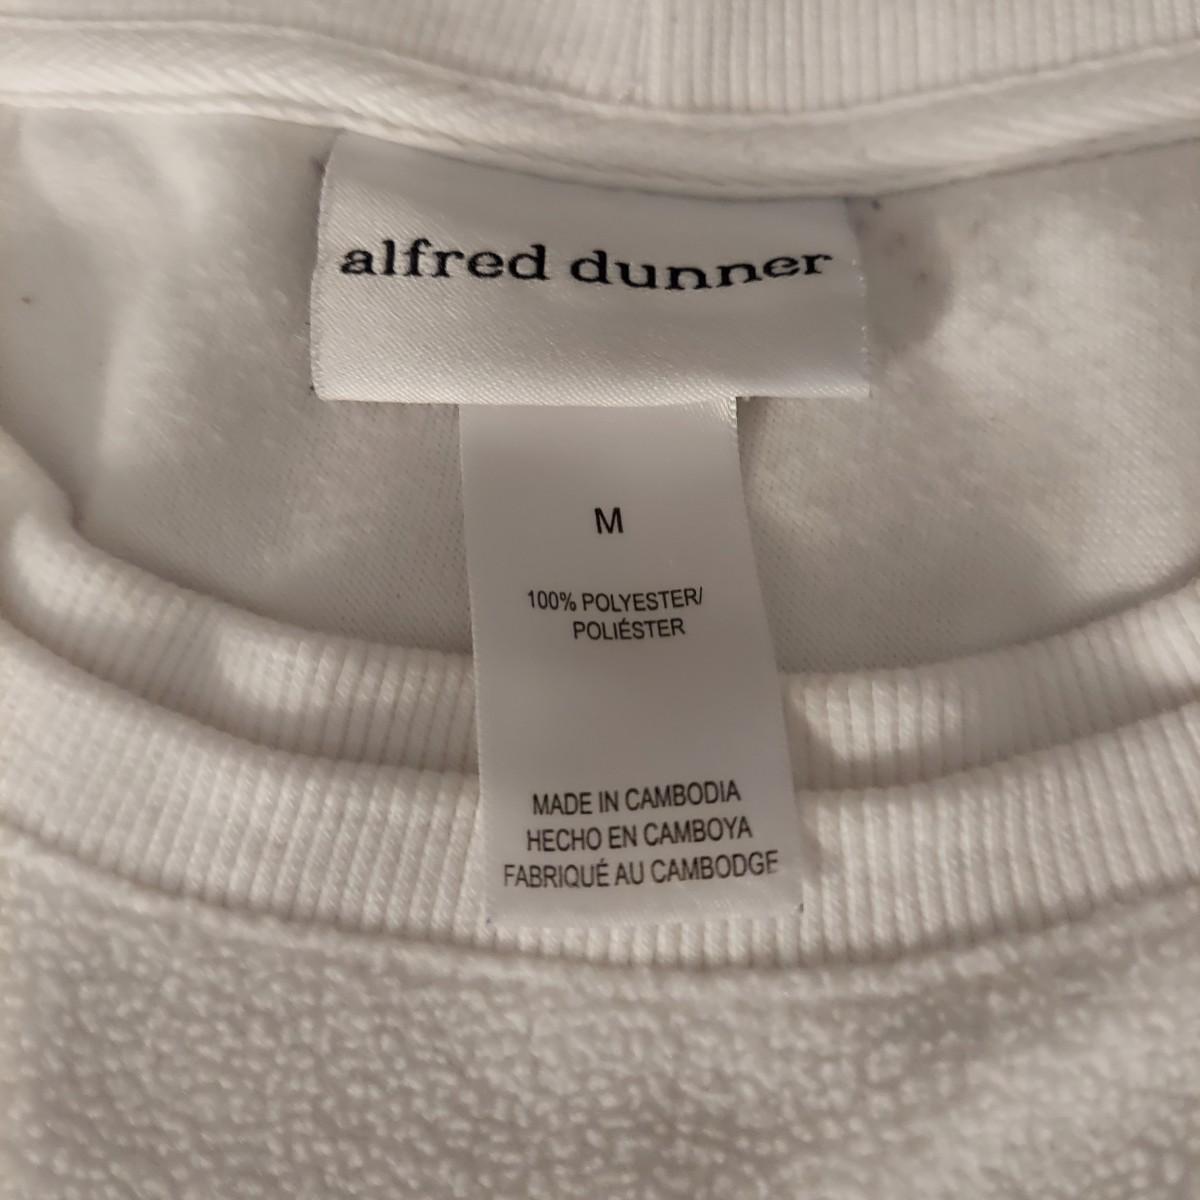 alfred dunner
M
100% POLYESTER/
POLIÉSTER
MADE IN CAMBODIA
HECHO EN CAMBOYA
FABRIQUÉ AU CAMBODGE